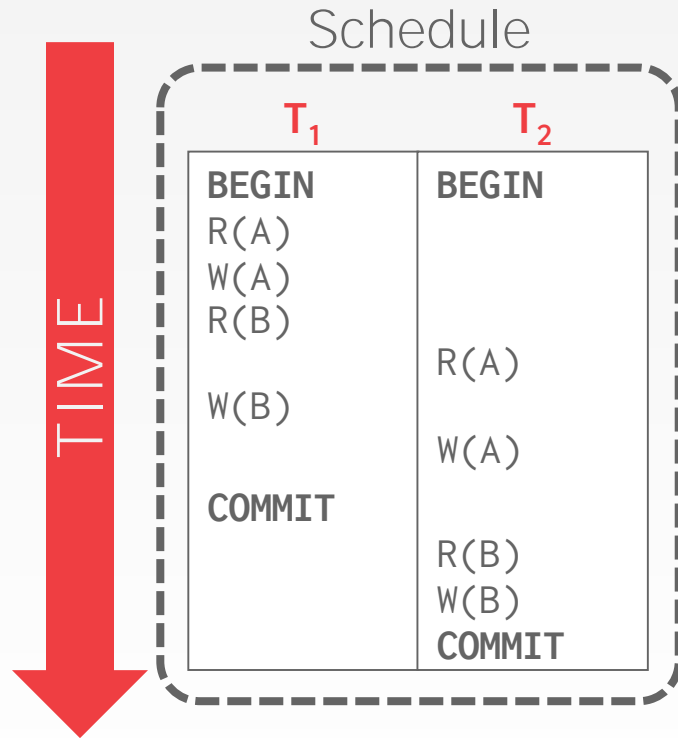 Schedule
TIME
T₁ T₂
BEGIN BEGIN
R(A)
W(A)
R(B)
R(A)
W(B)
W(A)
COMMIT
R(B)
W(B)
COMMIT